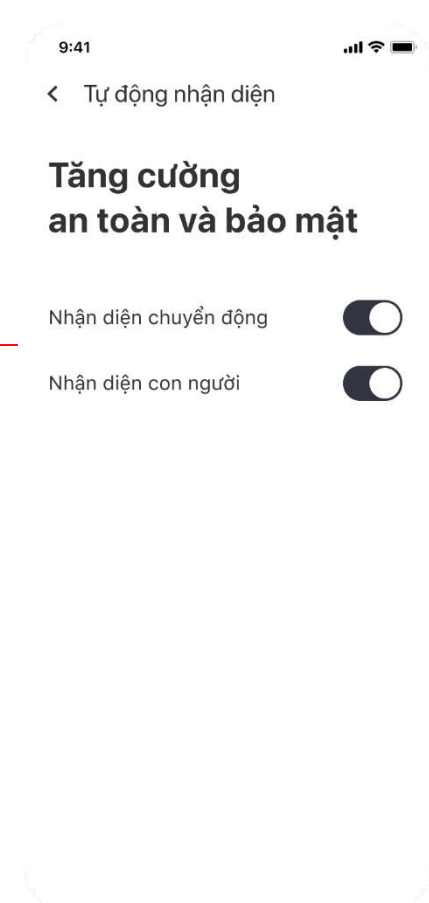 9:41
Tự động nhận diện
Tăng cường
an toàn và bảo mật
Nhận diện chuyển động
Nhận diện con người